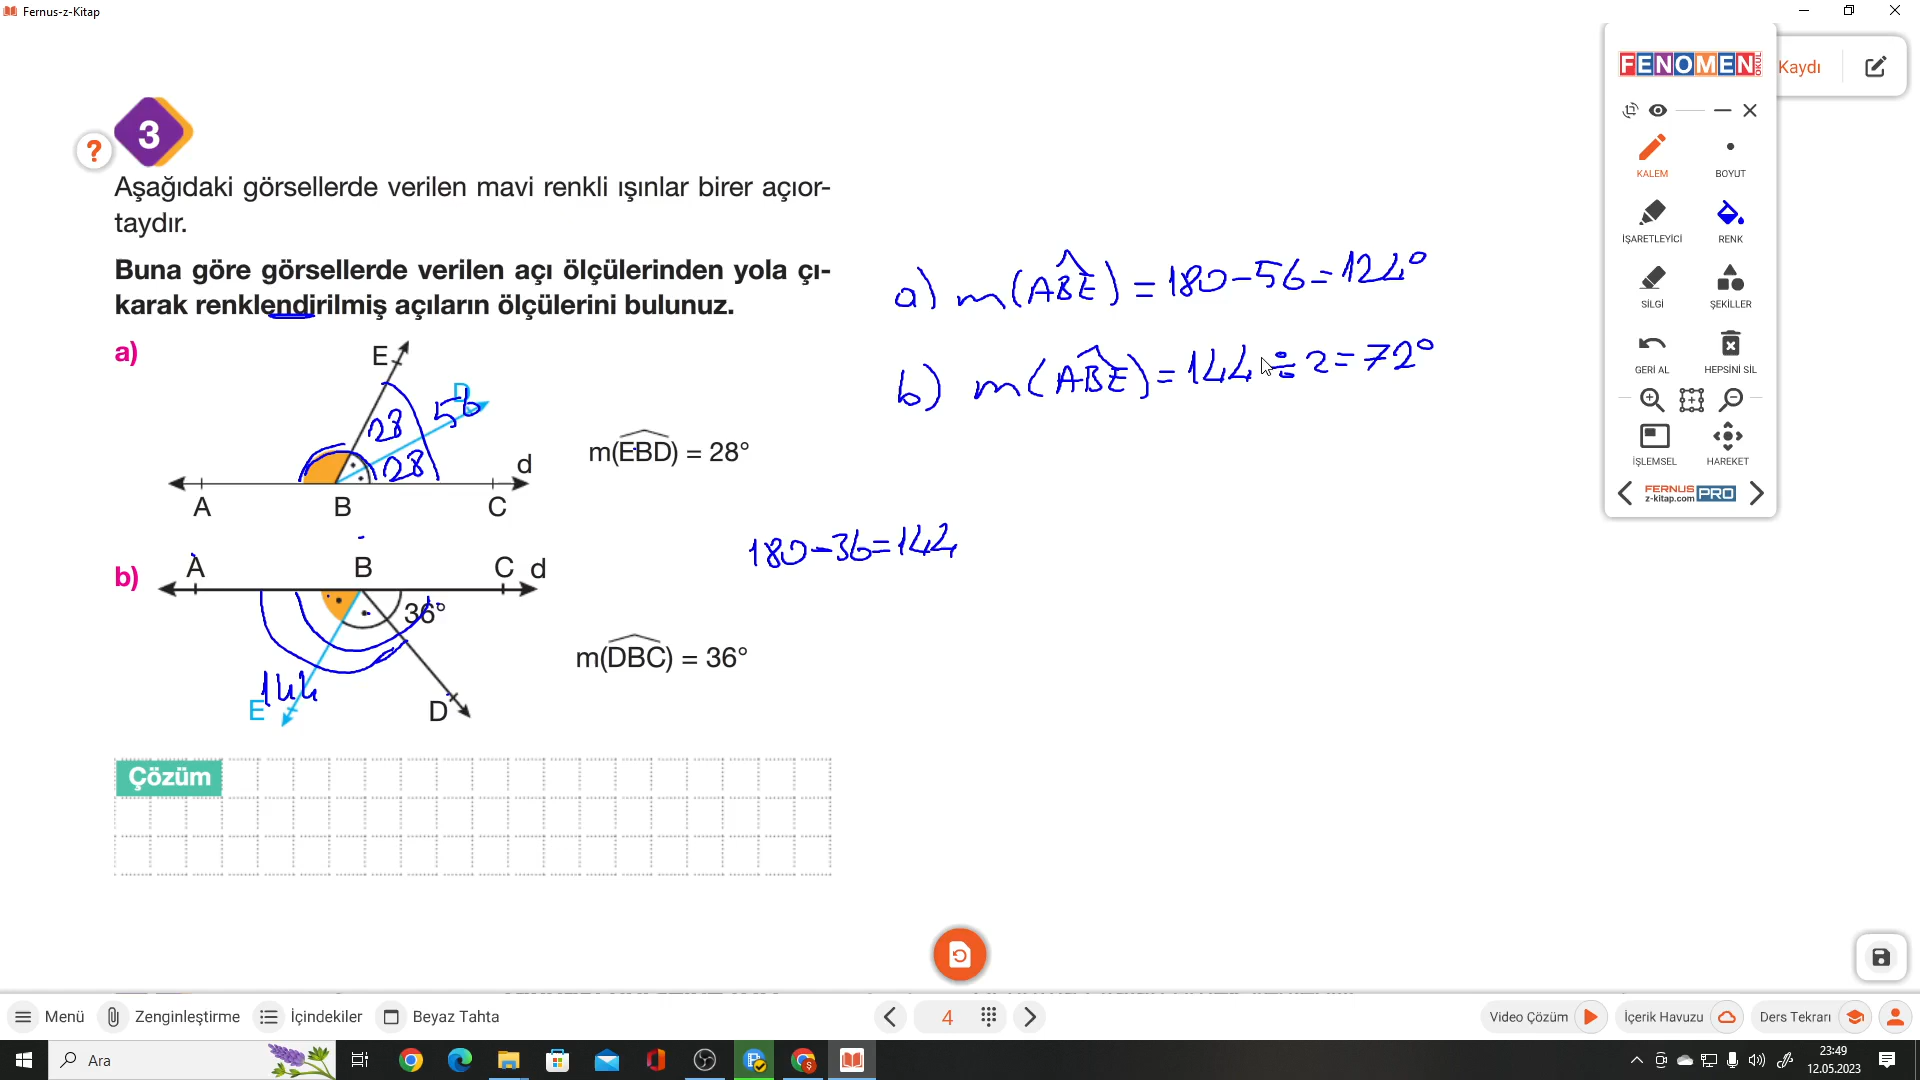 Fernus-z-Kitap
FENOMEN
OKUL
Kaydı
3
?
KALEM
BOYUT
İŞARETLEYİCİ
RENK
SİLGİ
ŞEKİLLER
GERİ AL
HEPSİNİ SİL
İŞLEMSEL
HAREKET
FERNUS
z-kitap.com
PRO
Aşağıdaki görsellerde verilen mavi renkli ışınlar birer açıor-
taydır.
Buna göre görsellerde verilen açı ölçülerinden yola çı-
karak renklendirilmiş açıların ölçülerini bulunuz.
a)
E
D
28
56
28
d
A
B
C
m(EBD) = 28°
a) m(ABE) = 180-56=124°
b) m(ABE)=144÷2=72°
180-36=144
b)
A
B
C
d
36°
144
E
D
m(DBC) = 36°
Çözüm
Menü
Zenginleştirme
İçindekiler
Beyaz Tahta
4
Video Çözüm
İçerik Havuzu
Ders Tekrarı
Ara
23:49
12.05.2023